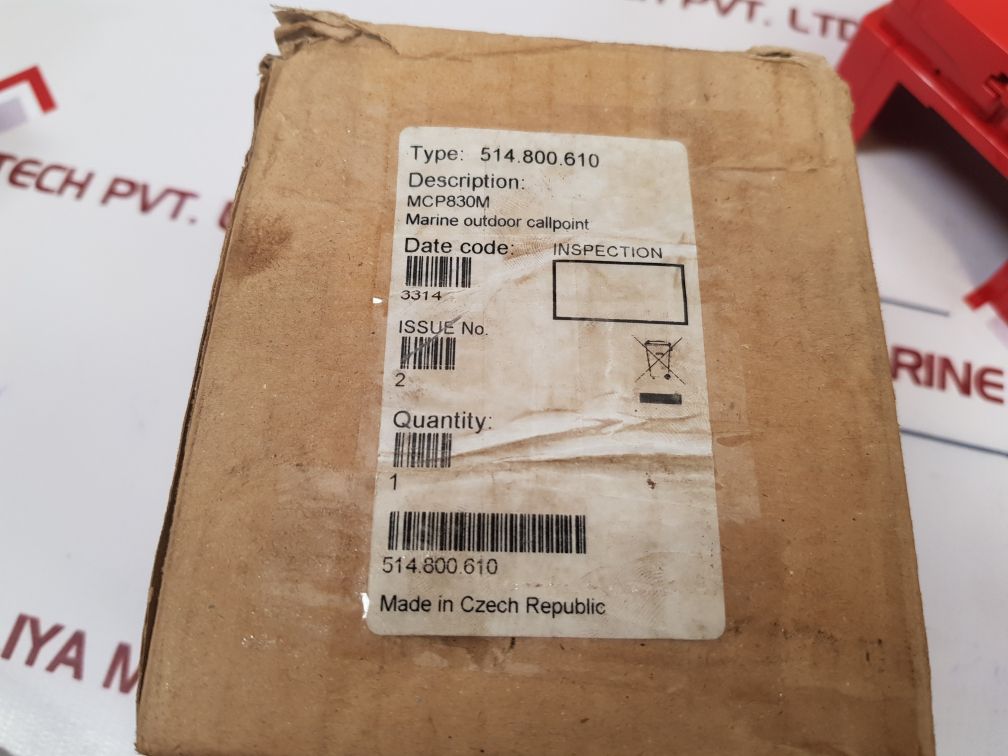 PVT. LTD
TECH PVT. L
Type: 514.800.610
Description:
MCP830M
Marine outdoor callpoint
Date code:
INSPECTION
3314
ISSUE No.
2
Quantity:
1
514.800.610
Made in Czech Republic
ARINE
IYA M